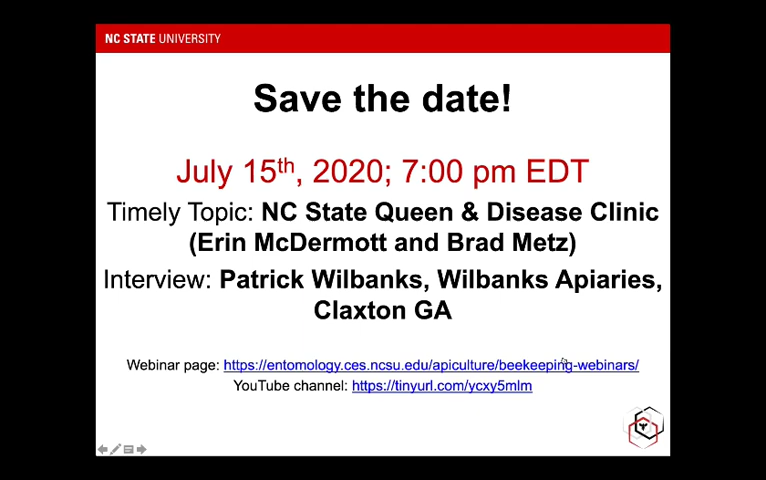 NC STATE UNIVERSITY
Save the date!
July 15th, 2020; 7:00 pm EDT
Timely Topic: NC State Queen & Disease Clinic
(Erin McDermott and Brad Metz)
Interview: Patrick Wilbanks, Wilbanks Apiaries,
Claxton GA
Webinar page: https://entomology.ces.ncsu.edu/apiculture/beekeeping-webinars/
YouTube channel: https://tinyurl.com/ycxy5mlm